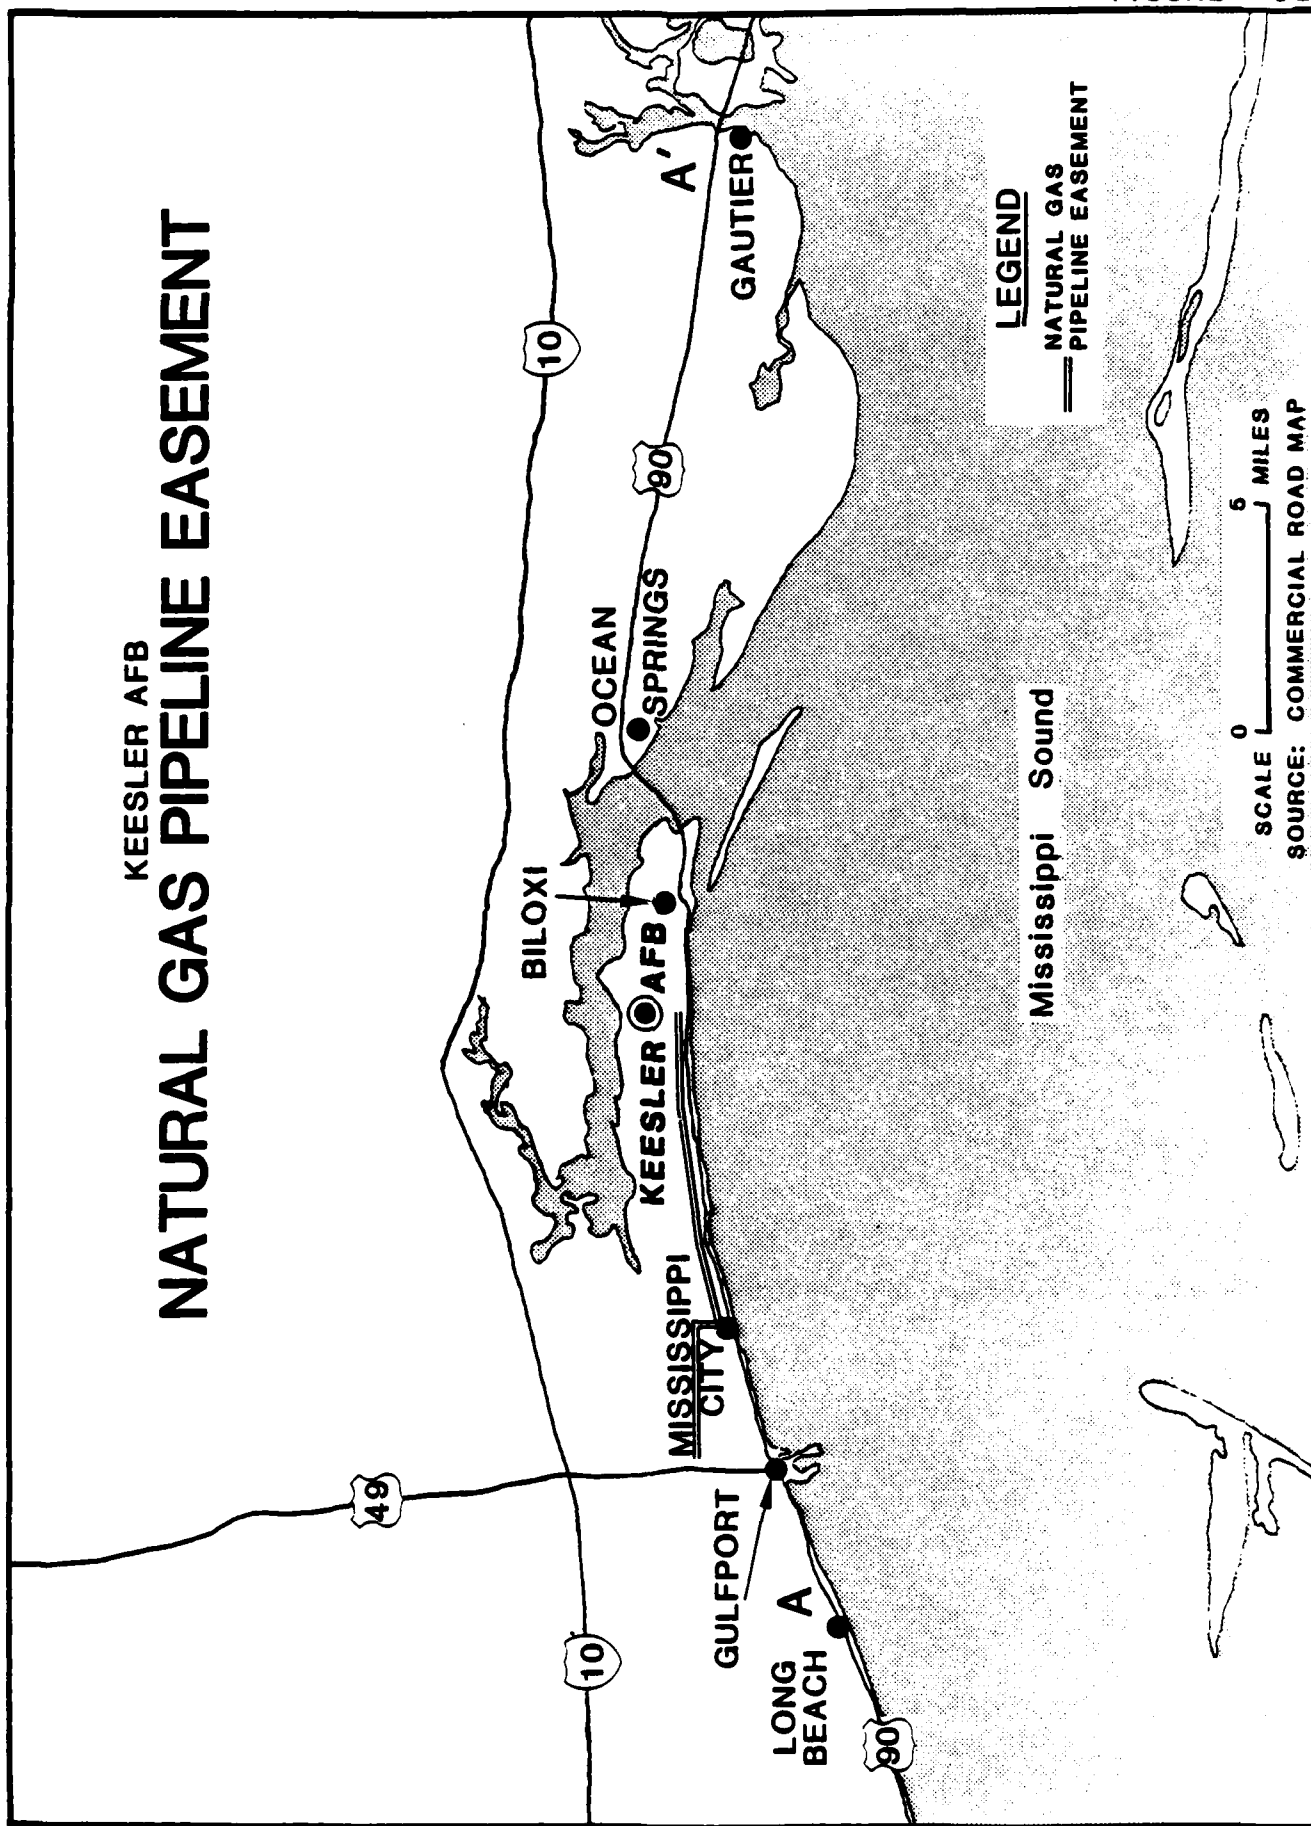 KEESLER AFB
NATURAL GAS PIPELINE EASEMENT
10
49
10
BILOXI
OCEAN
SPRINGS
90
A'
GAUTIER
KEESLER AFB
MISSISSIPPI
CITY
GULFPORT
A
LONG
BEACH
90
Mississippi Sound
LEGEND
NATURAL GAS
PIPELINE EASEMENT
SCALE 0 5 MILES
SOURCE: COMMERCIAL ROAD MAP